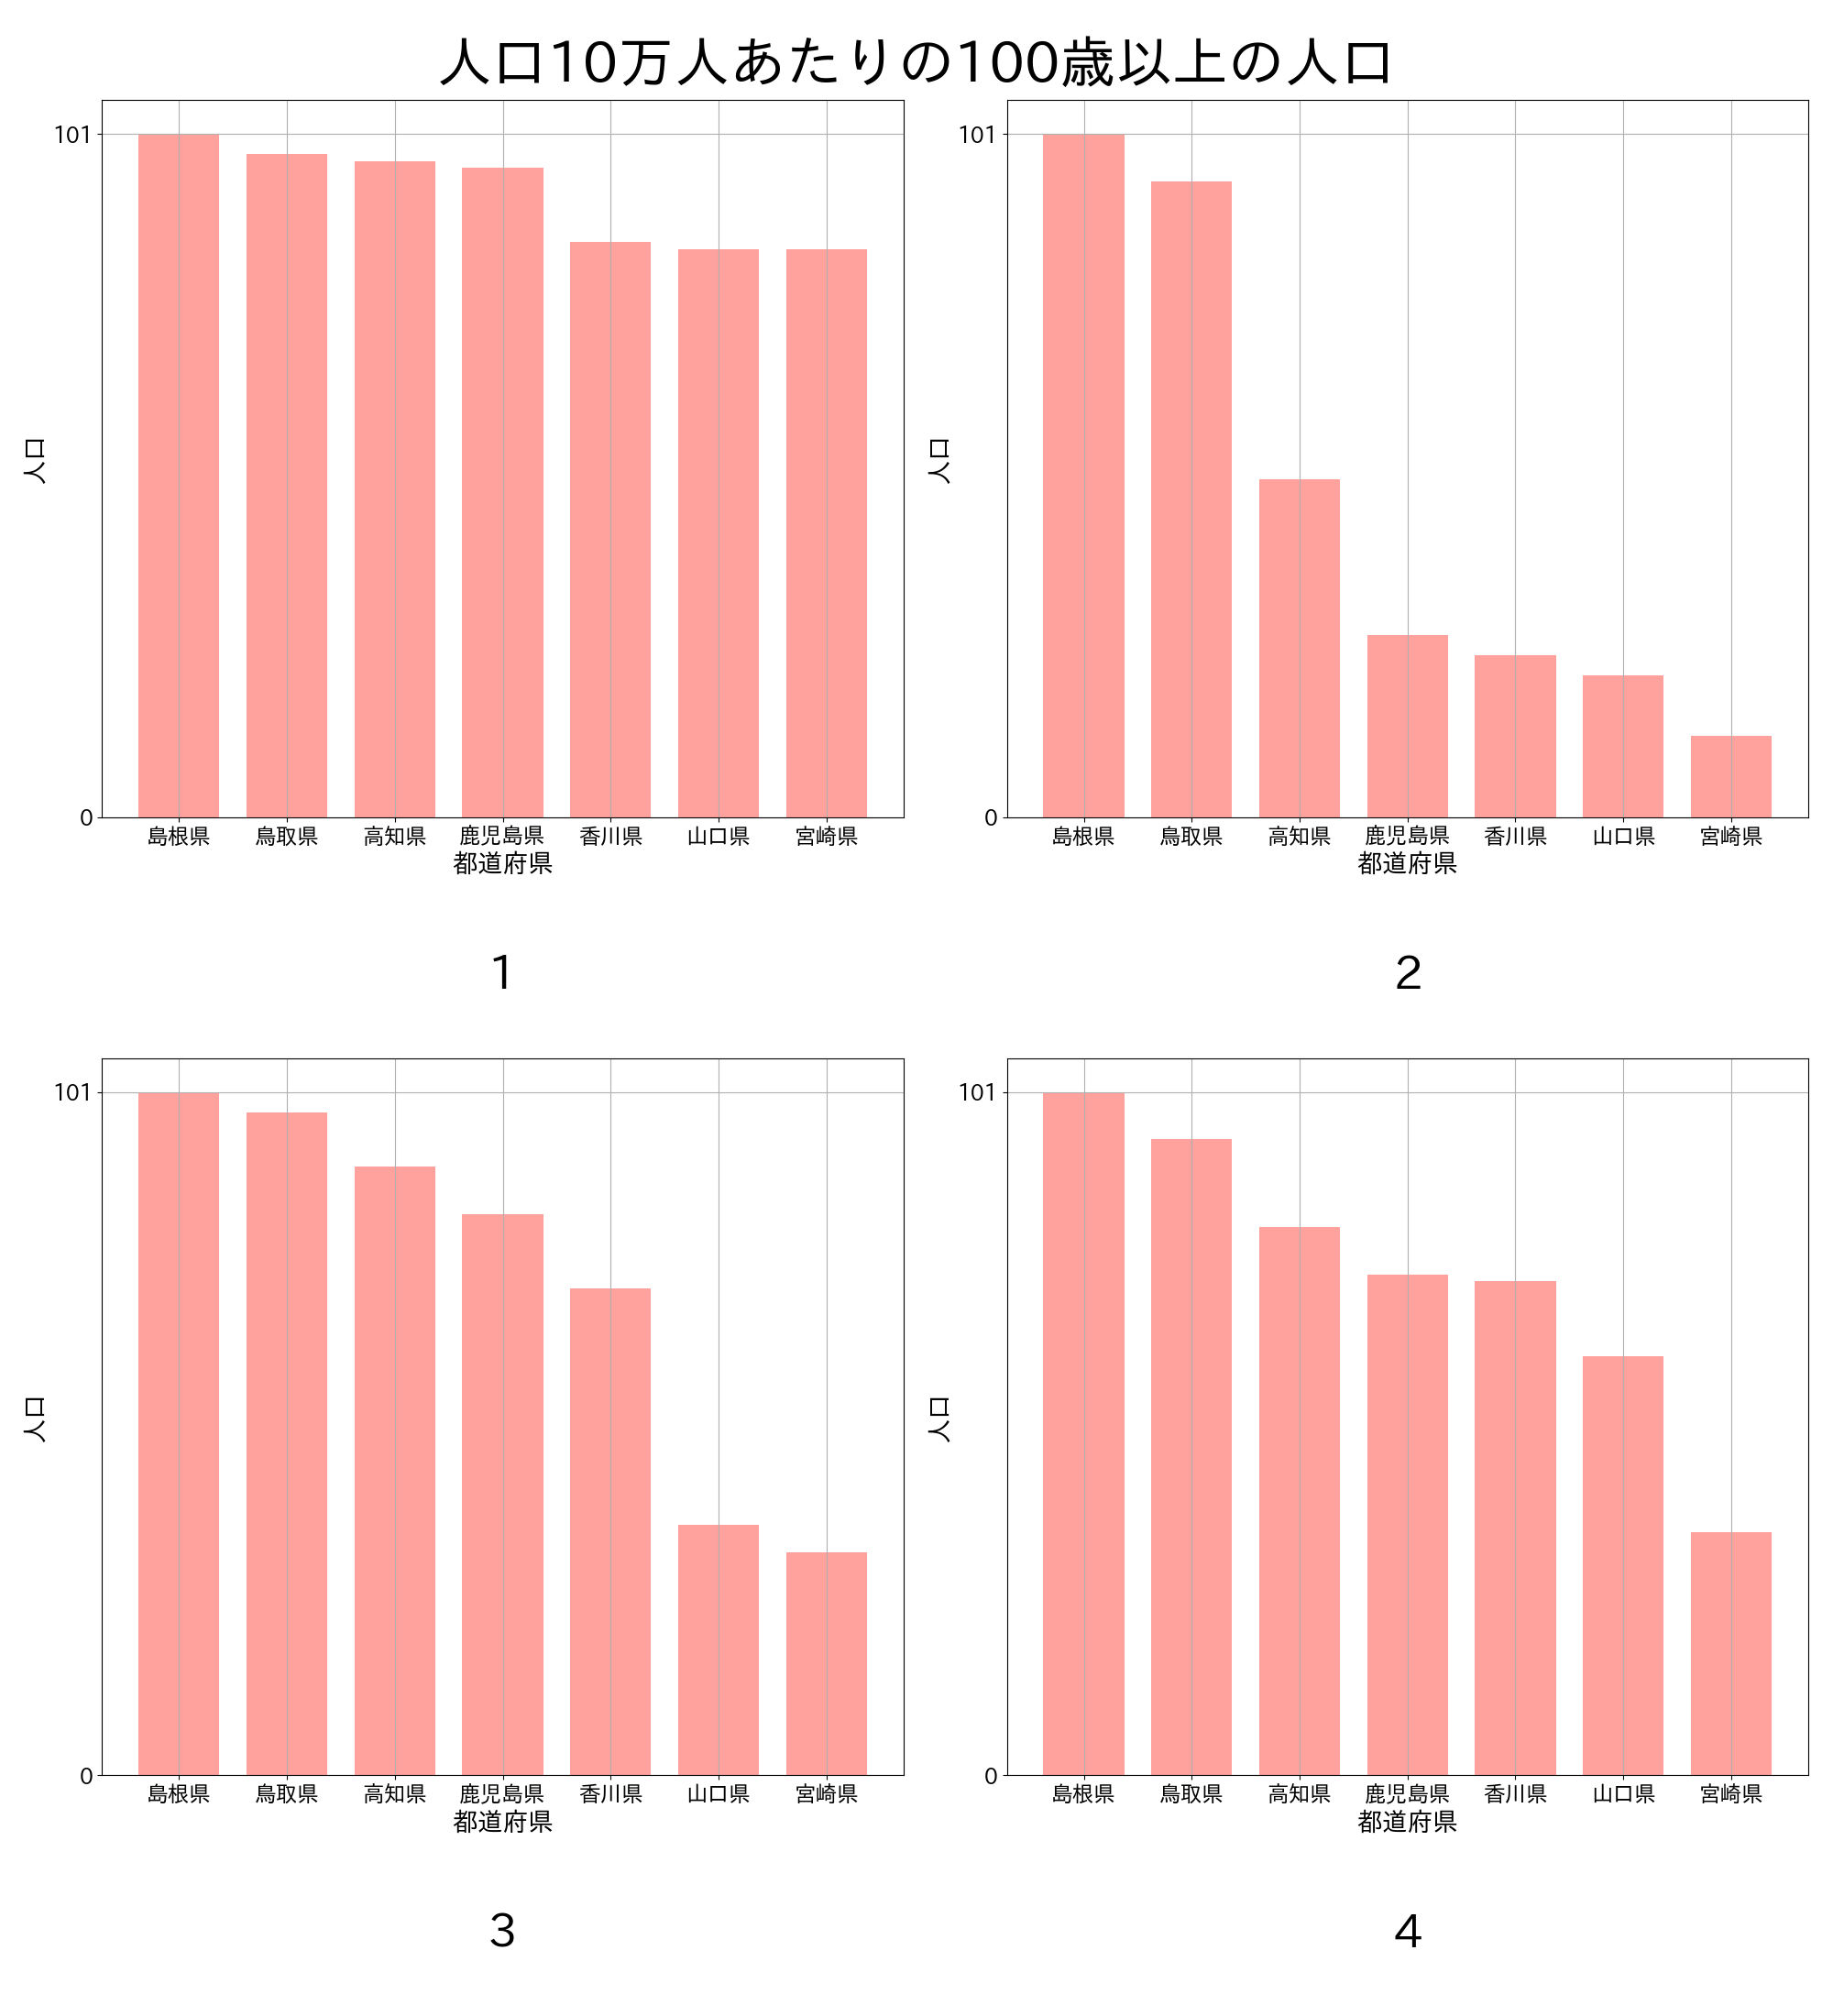 人口10万人あたりの100歳以上の人口
101
0
人口
島根県 鳥取県 高知県 鹿児島県 香川県 山口県 宮崎県
都道府県
1
101
0
人口
島根県 鳥取県 高知県 鹿児島県 香川県 山口県 宮崎県
都道府県
2
101
0
人口
島根県 鳥取県 高知県 鹿児島県 香川県 山口県 宮崎県
都道府県
3
101
0
人口
島根県 鳥取県 高知県 鹿児島県 香川県 山口県 宮崎県
都道府県
4